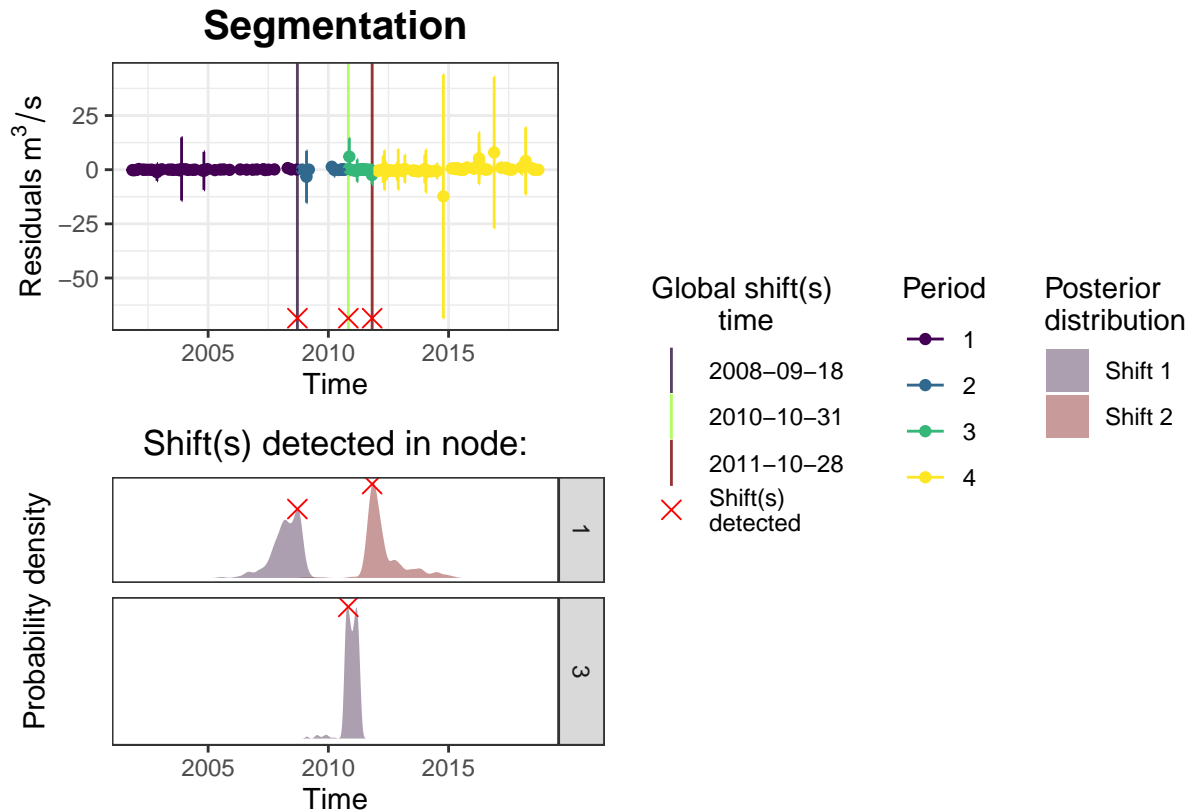 Segmentation
Residuals m³/s
25
0
−25
−50
2005 2010 2015
Time
Shift(s) detected in node:
Probability density
1
3
2005 2010 2015
Time
Global shift(s)
time
2008−09−18
2010−10−31
2011−10−28
Shift(s)
detected
Period
1
2
3
4
Posterior
distribution
Shift 1
Shift 2